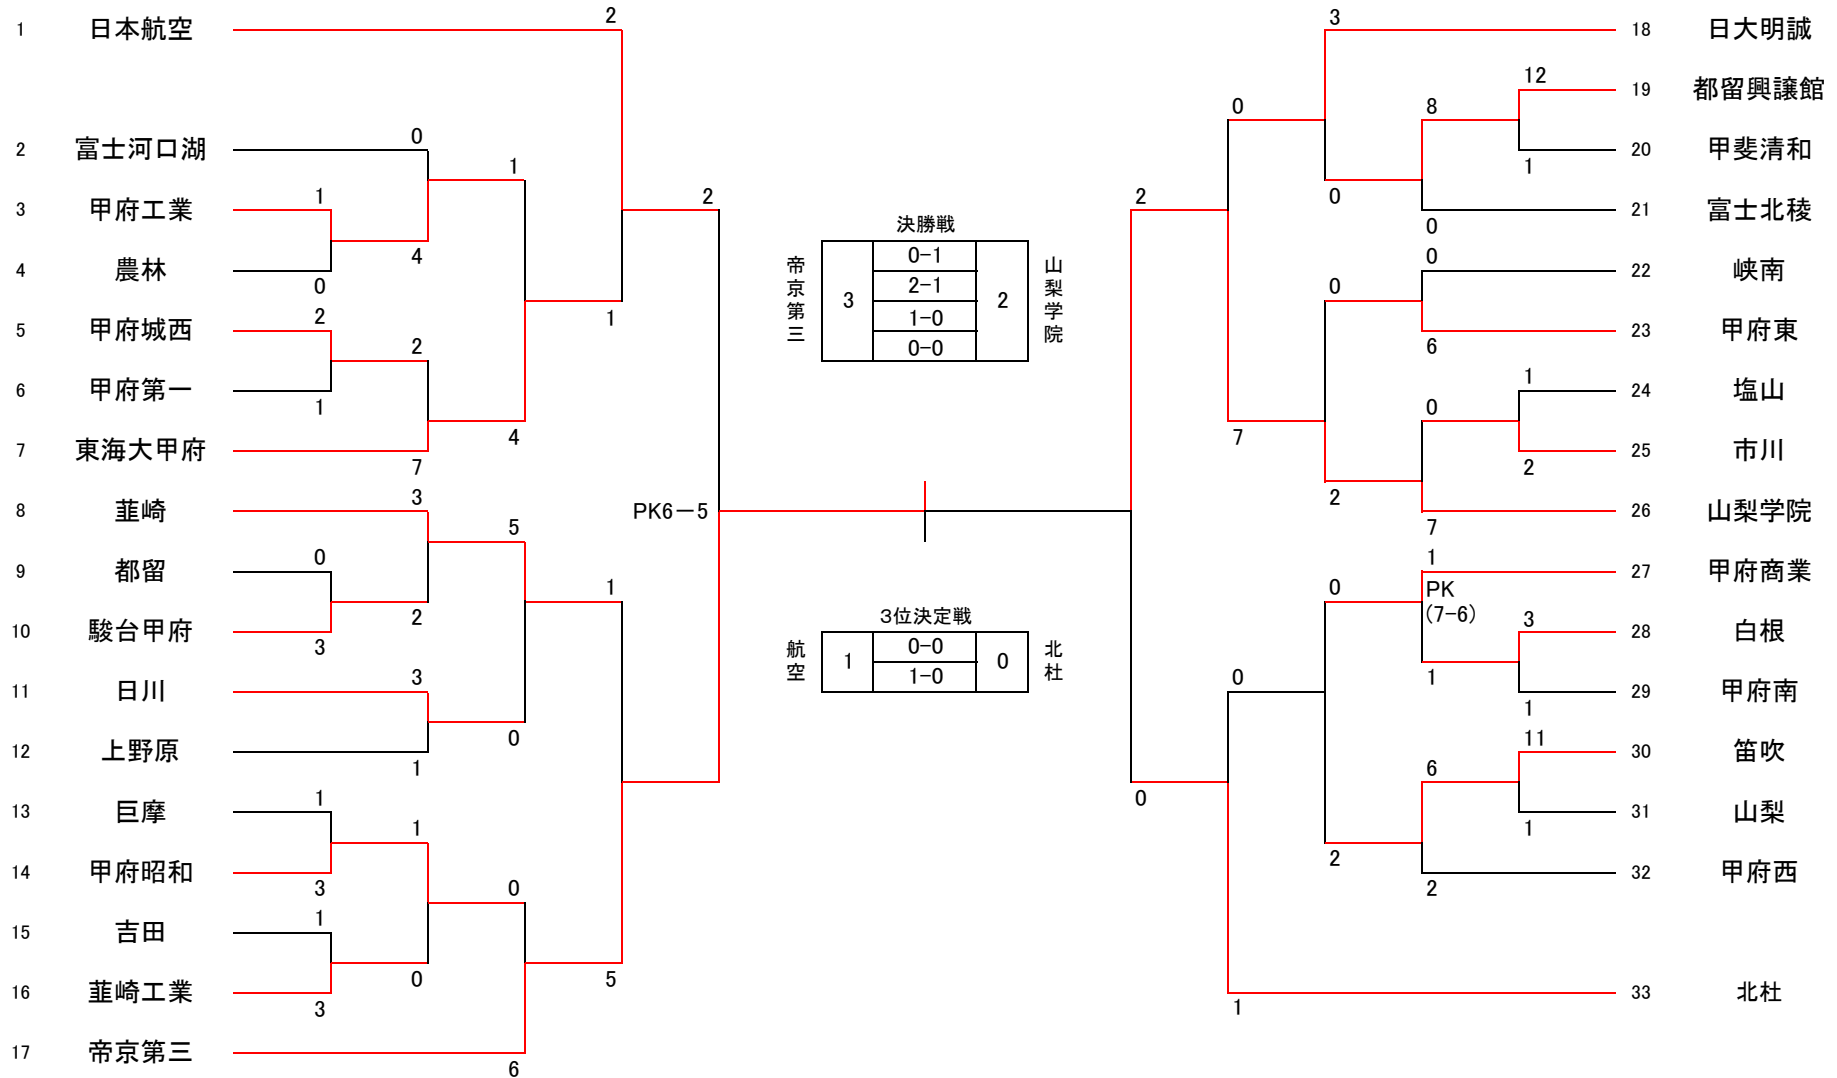 1 日本航空 2
2 富士河口湖 0
1
3 甲府工業 1
4 農林 0
4
5 甲府城西 2
2
6 甲府第一 1
7 東海大甲府 7
4
1
2
8 韮崎 3
5
9 都留 0
10 駿台甲府 3
2
11 日川 3
12 上野原 1
0
1
13 巨摩 1
1
14 甲府昭和 3
15 吉田 1
16 韮崎工業 3
0
0
5
17 帝京第三 6
PK6－5
決勝戦
帝京第三
3
0-1
2-1
1-0
0-0
2
山梨学院
3位決定戦
航空
1
0-0
1-0
0
北杜
3 18 日大明誠
0
12 19 都留興譲館
8
1 20 甲斐清和
0
0 21 富士北稜
2
0 22 峡南
0
6 23 甲府東
1 24 塩山
0
2 25 市川
7
2
7 26 山梨学院
1 27 甲府商業
PK
(7-6)
0
3 28 白根
1
1 29 甲府南
0
11 30 笛吹
6
1 31 山梨
0
2
2 32 甲府西
1 33 北杜